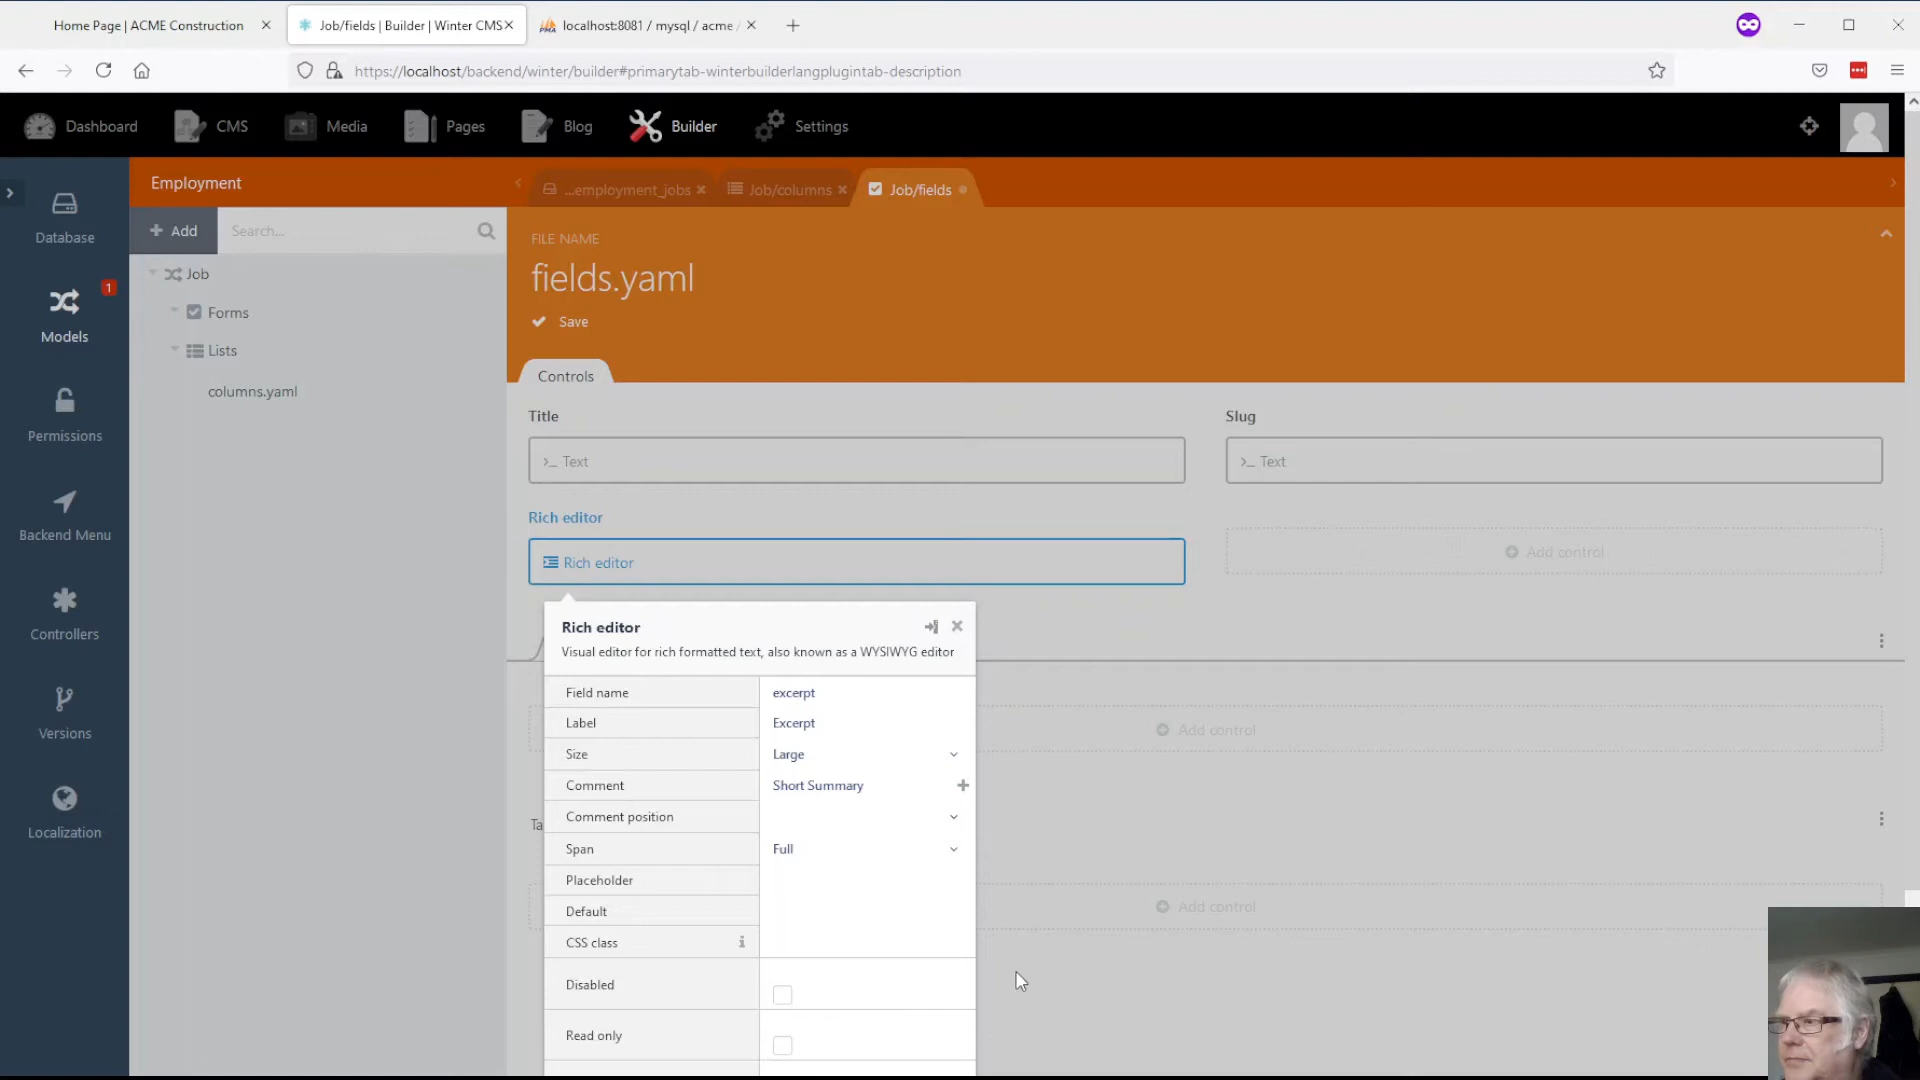 Home Page | ACME Construction
Job/fields | Builder | Winter CMS
localhost:8081 / mysql / acme /
https://localhost/backend/winter/builder#primarytab-winterbuilderlangplugintab-description
Dashboard
CMS
Media
Pages
Blog
Builder
Settings
Employment
...employment_jobs
Job/columns
Job/fields
Database
Add
Search...
FILE NAME
fields.yaml
Save
Job
1
Models
Forms
Lists
columns.yaml
Controls
Permissions
Title
Slug
Text
Text
Backend Menu
Rich editor
Rich editor
Add control
Controllers
Rich editor
Visual editor for rich formatted text, also known as a WYSIWYG editor
Field name excerpt
Label Excerpt
Add control
Versions
Size Large
Comment Short Summary
Comment position
Ta
Localization
Span Full
Placeholder
Default
Add control
CSS class
Disabled
Read only